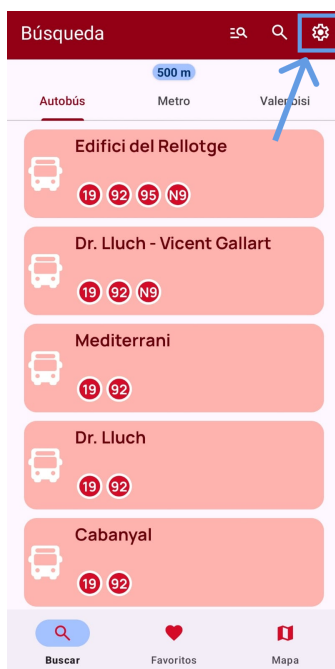 Búsqueda
500 m
Autobús Metro Valenbisi
Edifici del Rellotge
19 92 95 N9
Dr. Lluch - Vicent Gallart
19 92 N9
Mediterrani
19 92
Dr. Lluch
19 92
Cabanyal
19 92
Buscar Favoritos Mapa